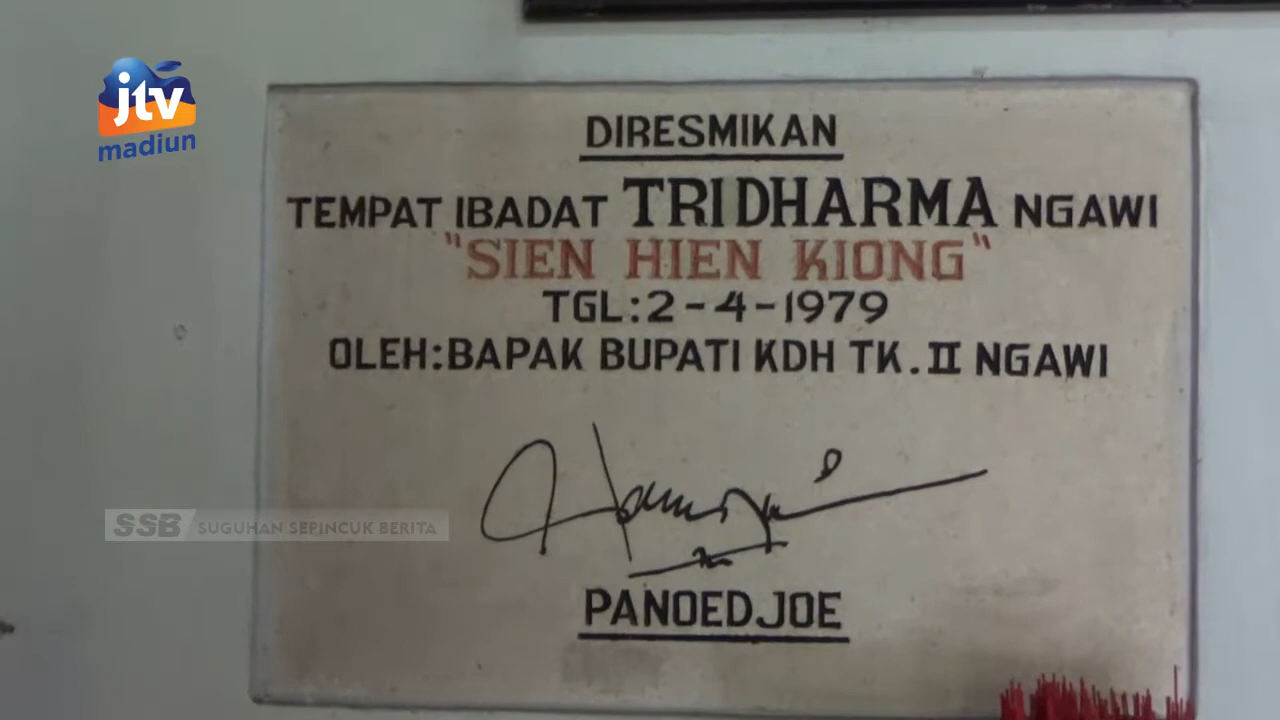 jtv
madiun
DIRESMIKAN
TEMPAT IBADAT TRIDHARMA NGAWI
"SIEN HIEN KIONG"
TGL:2-4-1979
OLEH:BAPAK BUPATI KDH TK.II NGAWI
SSB SUGUHAN SEPINCUK BERITA
PANOEDJOE